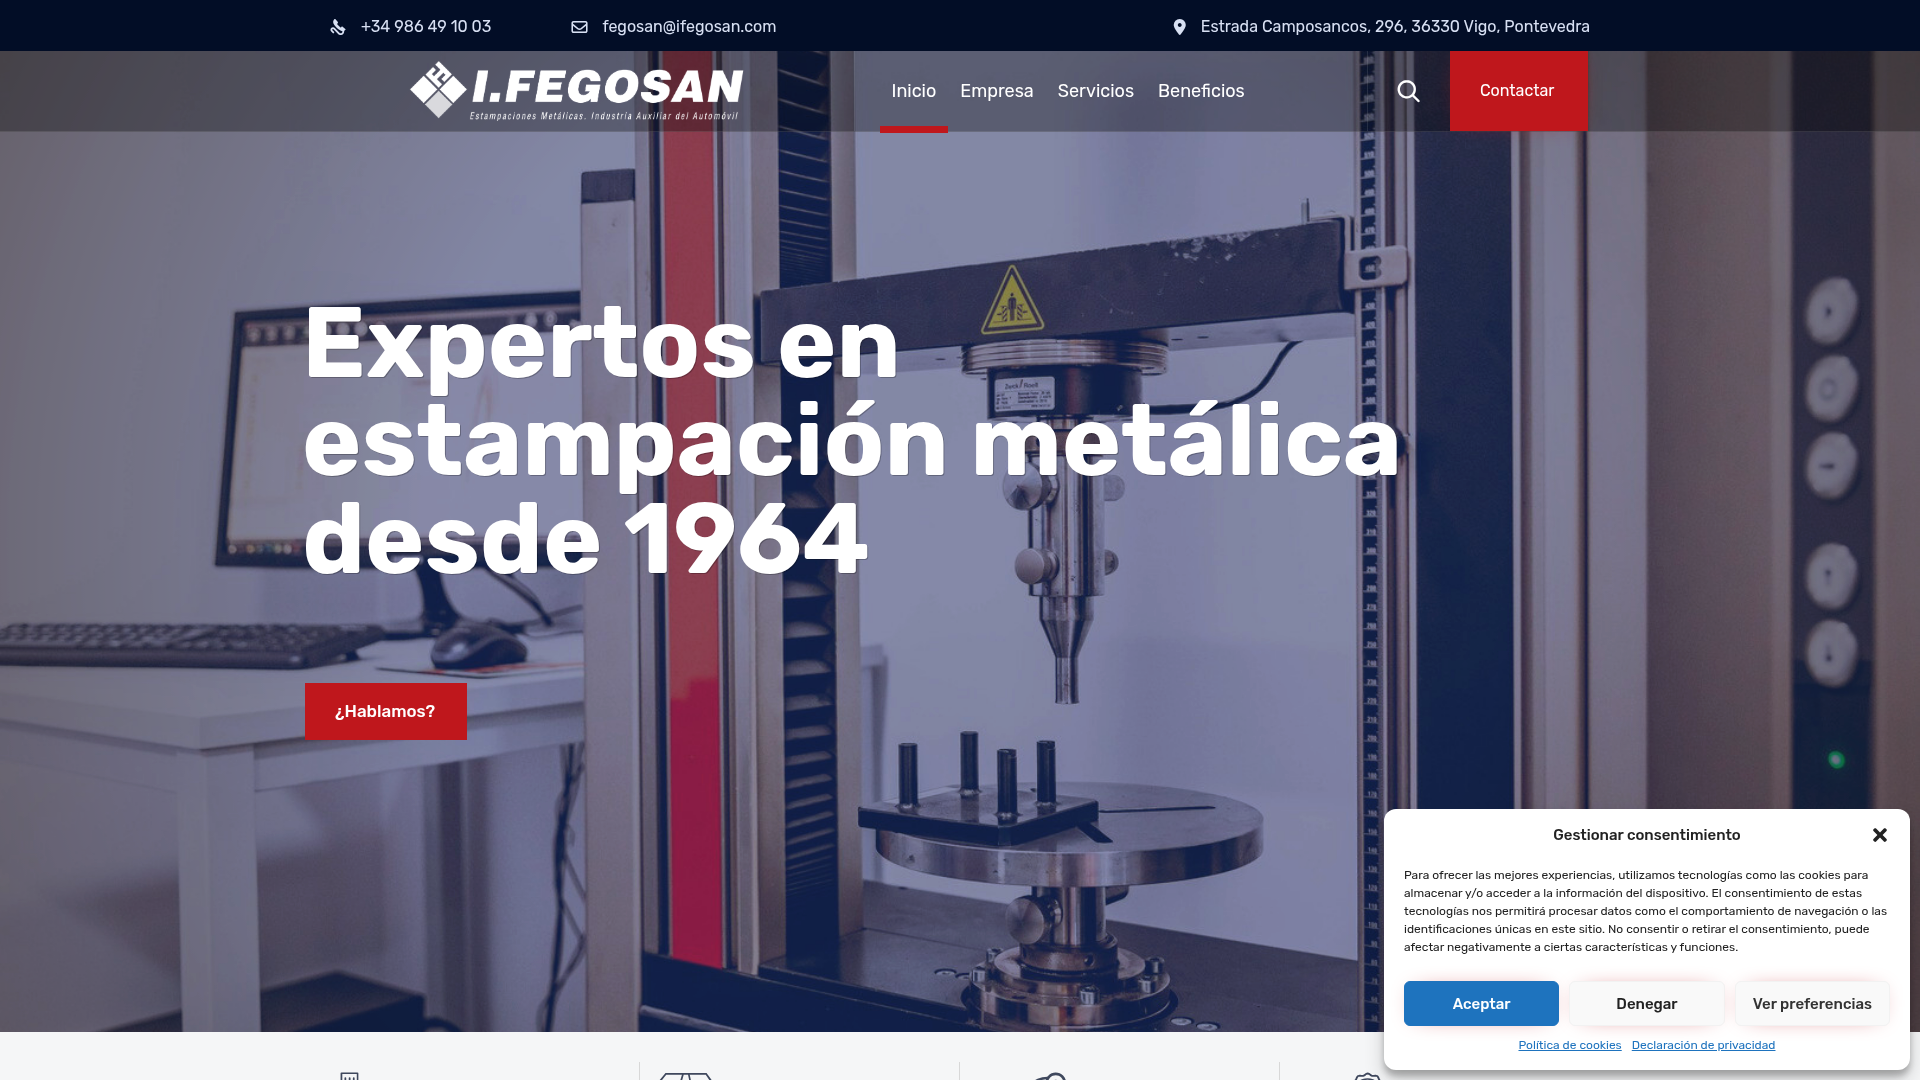 +34 986 49 10 03
fegosan@ifegosan.com
Estrada Camposancos, 296, 36330 Vigo, Pontevedra
I.FEGOSAN
Estampaciones Metálicas. Industria Auxiliar del Automóvil
Inicio
Empresa
Servicios
Beneficios
Contactar
Expertos en
estampación metálica
desde 1964
Zwick / Roell
¿Hablamos?
Gestionar consentimiento
Para ofrecer las mejores experiencias, utilizamos tecnologías como las cookies para
almacenar y/o acceder a la información del dispositivo. El consentimiento de estas
tecnologías nos permitirá procesar datos como el comportamiento de navegación o las
identificaciones únicas en este sitio. No consentir o retirar el consentimiento, puede
afectar negativamente a ciertas características y funciones.
Aceptar
Denegar
Ver preferencias
Política de cookies
Declaración de privacidad